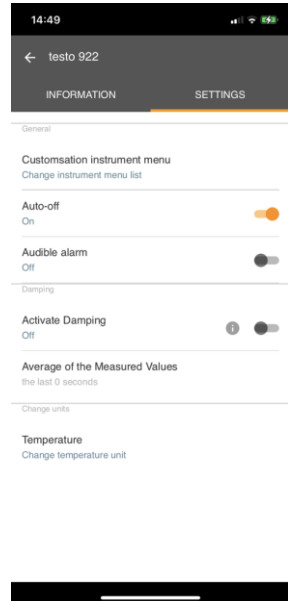 14:49
testo 922
INFORMATION SETTINGS
General
Customsation instrument menu
Change instrument menu list
Auto-off
On
Audible alarm
Off
Damping
Activate Damping
Off
Average of the Measured Values
the last 0 seconds
Change units
Temperature
Change temperature unit